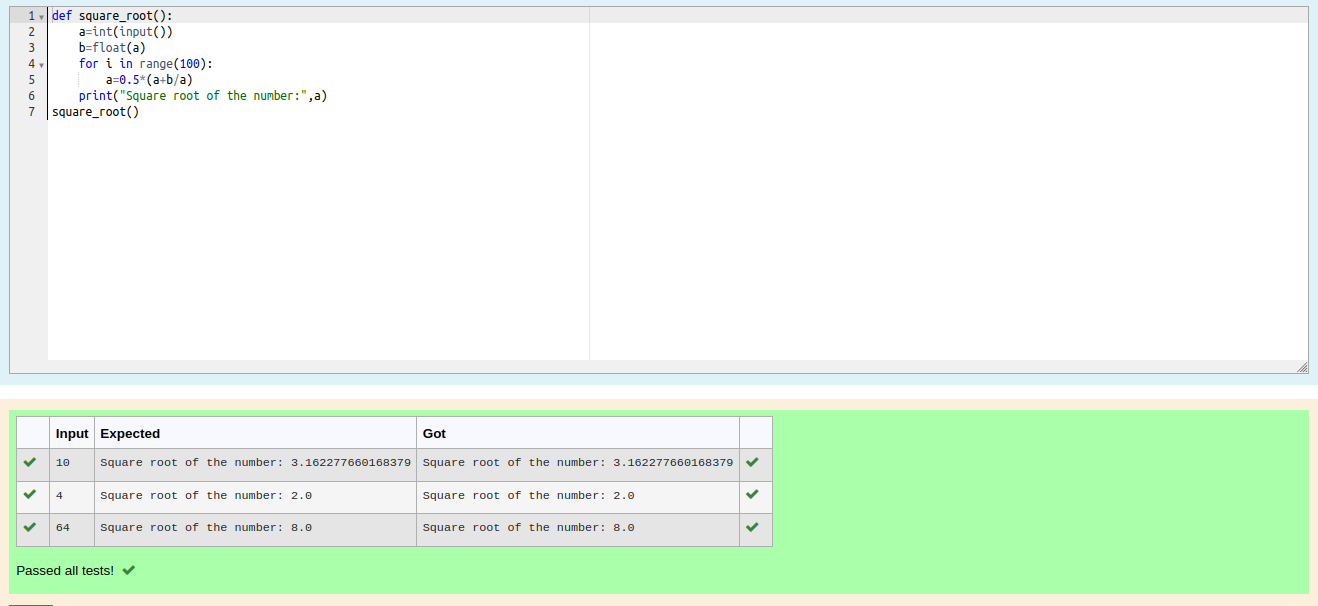 1 def square_root():
2     a=int(input())
3     b=float(a)
4     for i in range(100):
5         a=0.5*(a+b/a)
6     print("Square root of the number:",a)
7 square_root()
Input Expected Got
10 Square root of the number: 3.162277660168379 Square root of the number: 3.162277660168379
4 Square root of the number: 2.0 Square root of the number: 2.0
64 Square root of the number: 8.0 Square root of the number: 8.0
Passed all tests!